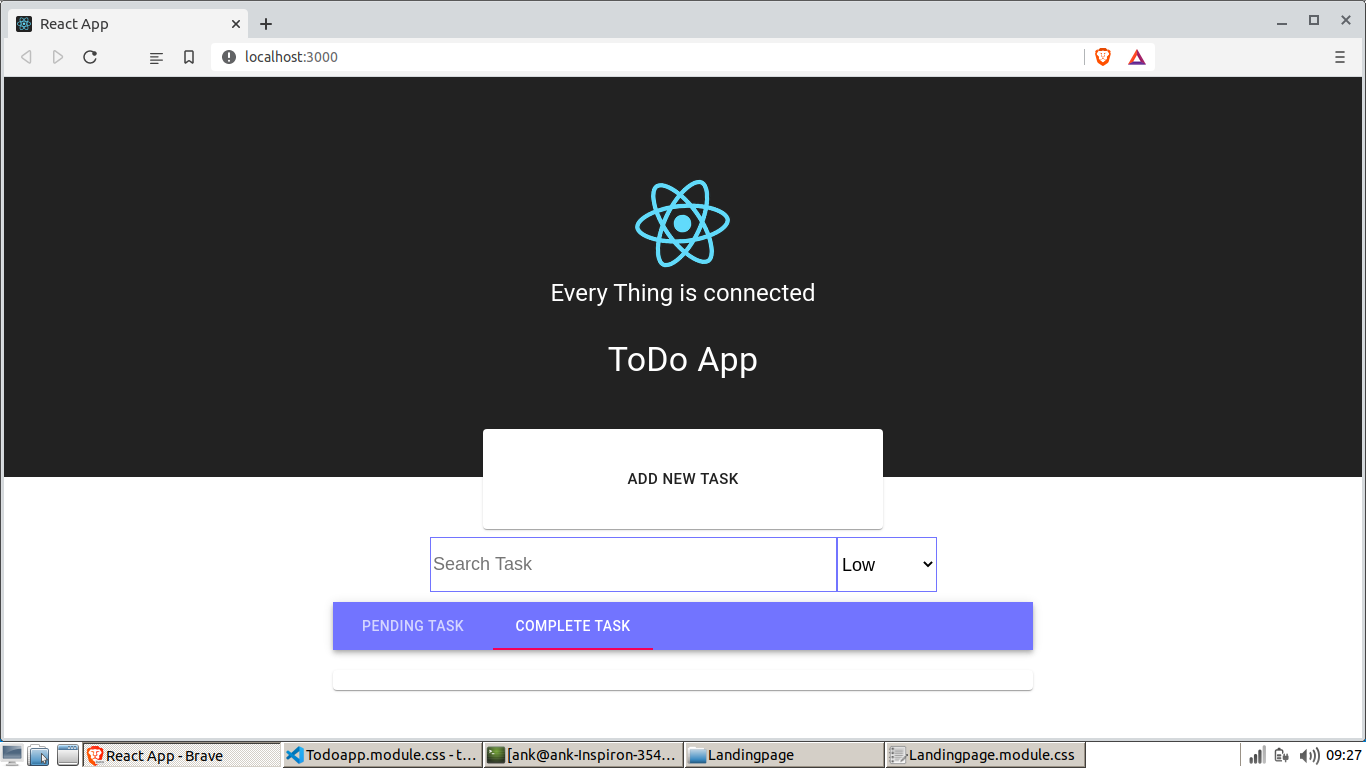 React App
localhost:3000
Every Thing is connected
ToDo App
ADD NEW TASK
Search Task
Low
PENDING TASK COMPLETE TASK
React App - Brave Todoapp.module.css - t... [ank@ank-Inspiron-354... Landingpage Landingpage.module.css 09:27